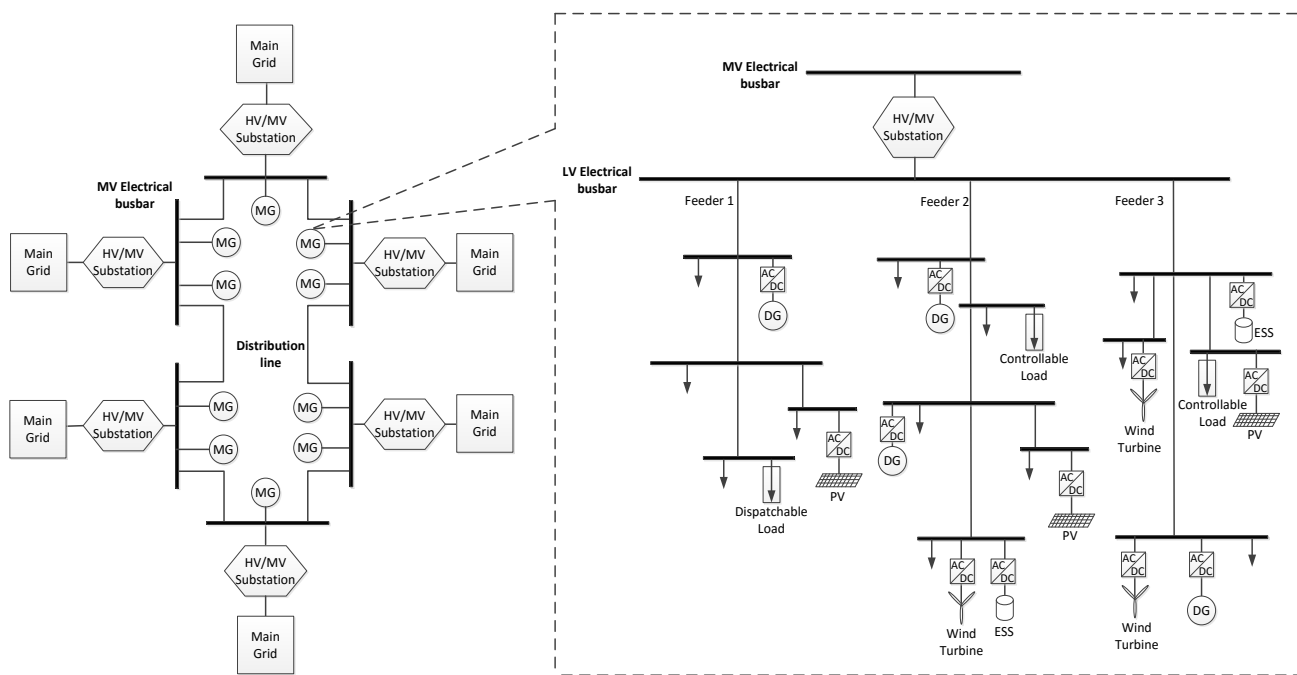 Main
Grid
HV/MV
Substation
MV Electrical
busbar
MG
MG
MG
MG
MG
Main
Grid
HV/MV
Substation
HV/MV
Substation
Main
Grid
Distribution
line
Main
Grid
HV/MV
Substation
MG
MG
MG
MG
HV/MV
Substation
Main
Grid
MG
HV/MV
Substation
Main
Grid
MV Electrical
busbar
HV/MV
Substation
LV Electrical
busbar
Feeder 1
Feeder 2
Feeder 3
AC
DC
DG
AC
DC
PV
Dispatchable
Load
AC
DC
DG
Controllable
Load
AC
DC
DG
AC
DC
PV
AC
DC
Wind
Turbine
AC
DC
ESS
AC
DC
ESS
AC
DC
Wind
Turbine
Controllable
Load
AC
DC
PV
AC
DC
Wind
Turbine
AC
DC
DG